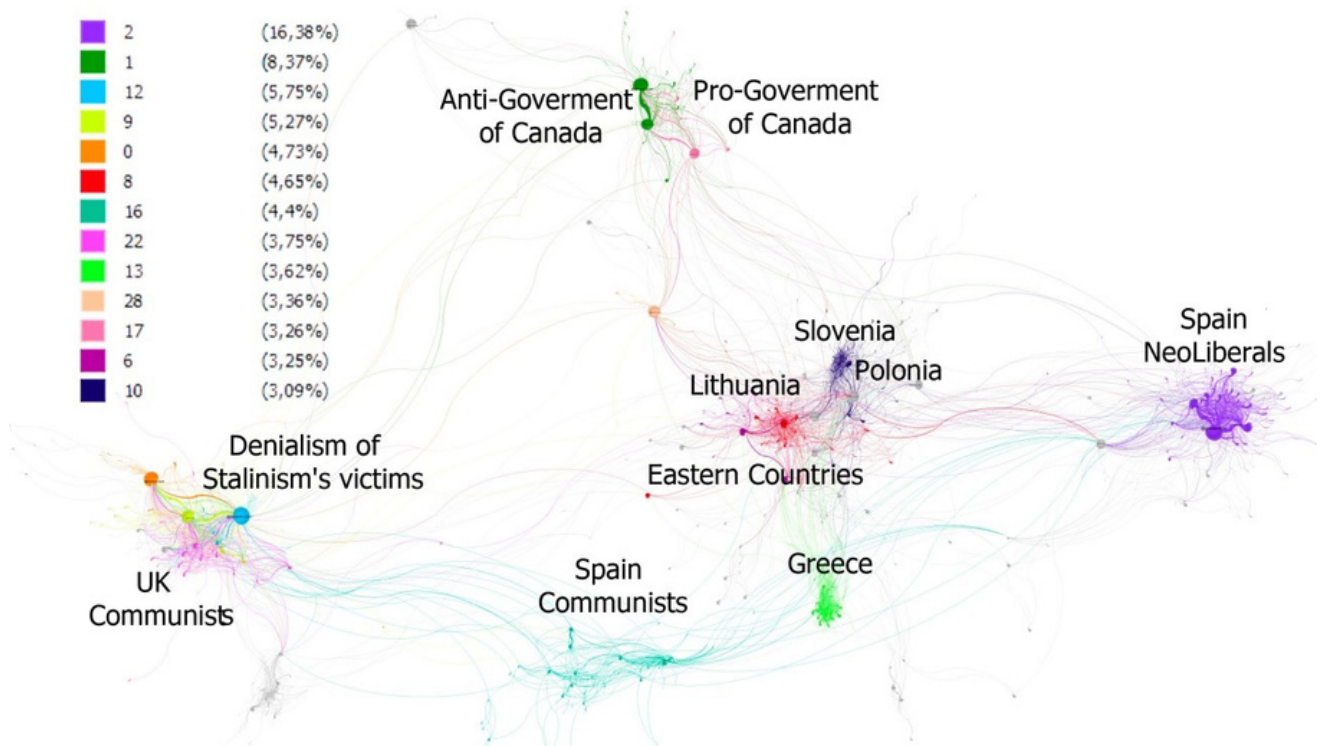 2 (16,38%)
1 (8,37%)
12 (5,75%)
9 (5,27%)
0 (4,73%)
8 (4,65%)
16 (4,4%)
22 (3,75%)
13 (3,62%)
28 (3,36%)
17 (3,26%)
6 (3,25%)
10 (3,09%)
Anti-Goverment
of Canada
Pro-Goverment
of Canada
Slovenia
Polonia
Lithuania
Eastern Countries
Spain
NeoLiberals
Denialism of
Stalinism's victims
UK
Communists
Spain
Communists
Greece